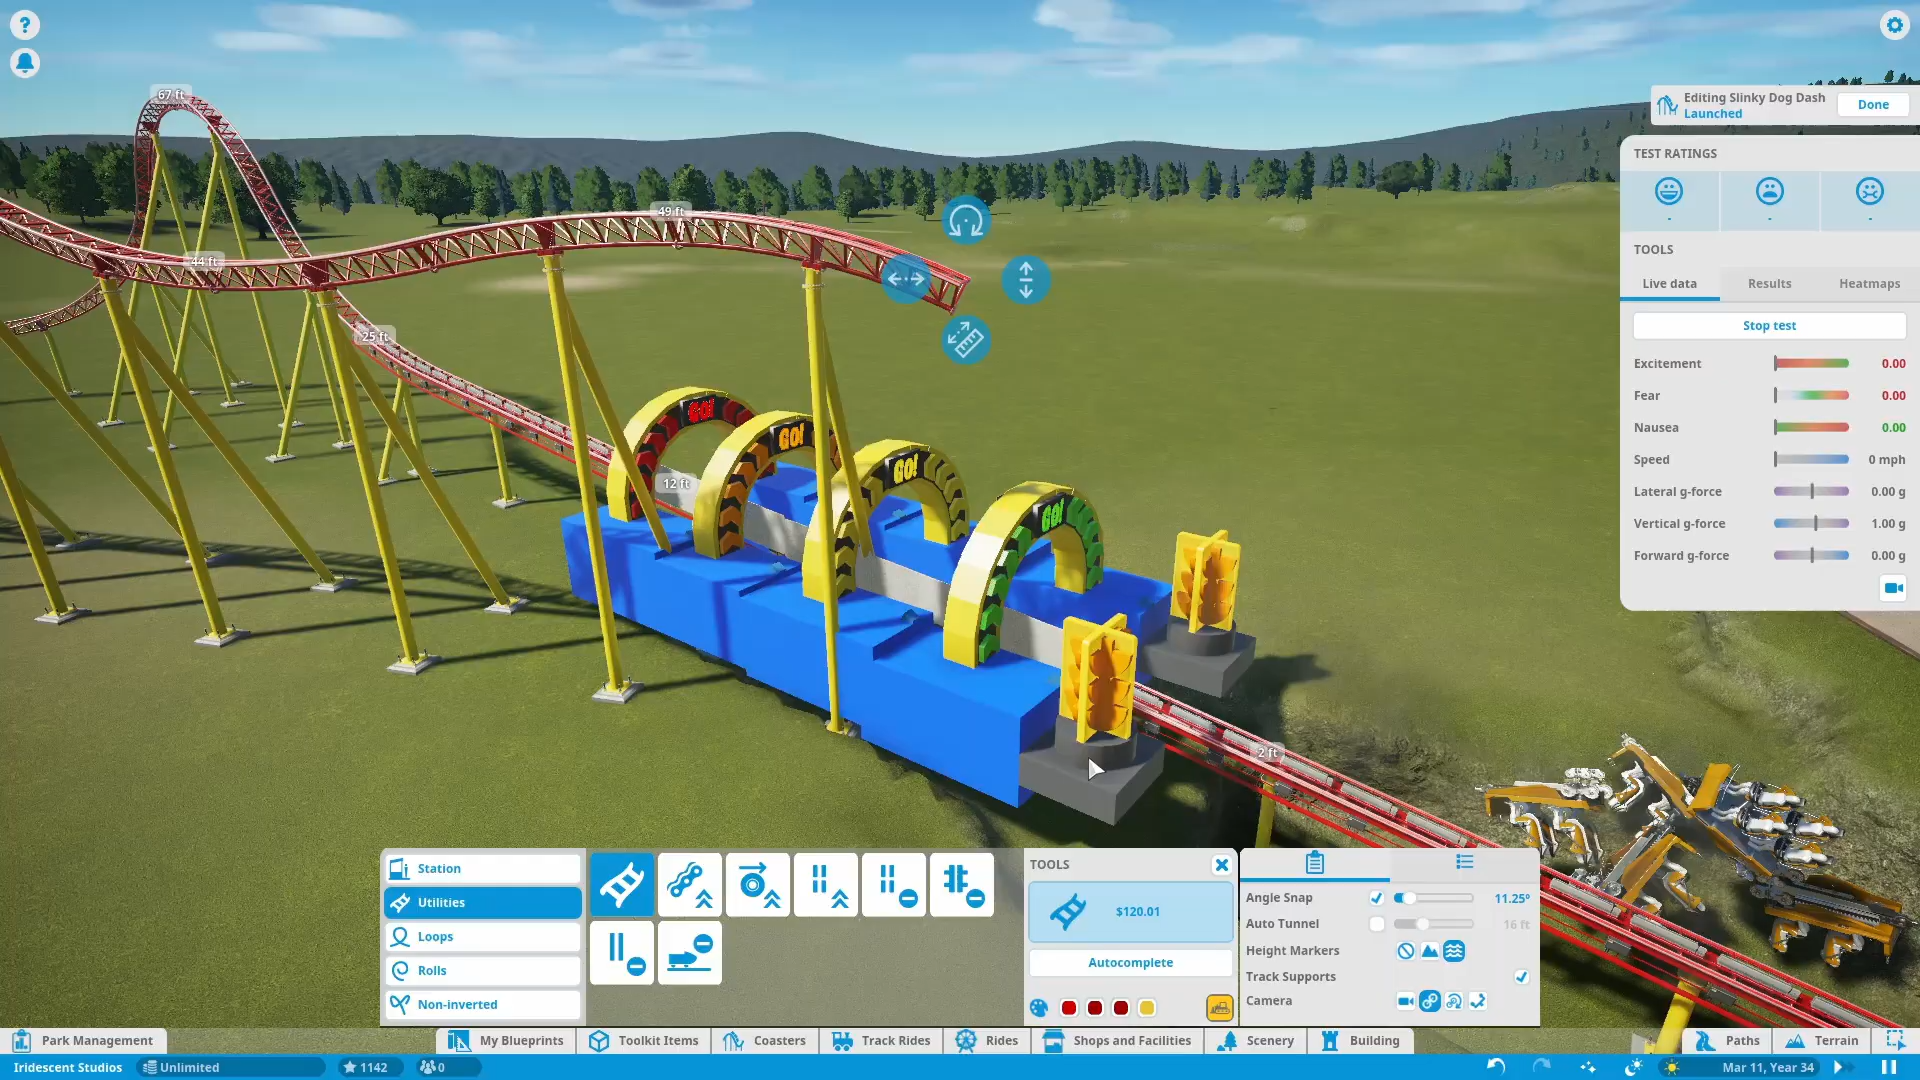 ?
67 ft
Editing Slinky Dog Dash
Launched
Done
TEST RATINGS
-
-
-
TOOLS
Live data
Results
Heatmaps
Stop test
Excitement
0.00
Fear
0.00
Nausea
0.00
Speed
0 mph
Lateral g-force
0.00 g
Vertical g-force
1.00 g
Forward g-force
0.00 g
49 ft
44 ft
25 ft
GO!
GO!
GO!
GO!
12 ft
2 ft
Station
Utilities
Loops
Rolls
Non-inverted
TOOLS
$120.01
Autocomplete
Angle Snap
11.25°
Auto Tunnel
16 ft
Height Markers
Track Supports
Camera
Park Management
My Blueprints
Toolkit Items
Coasters
Track Rides
Rides
Shops and Facilities
Scenery
Building
Paths
Terrain
Iridescent Studios
Unlimited
1142
0
Mar 11, Year 34